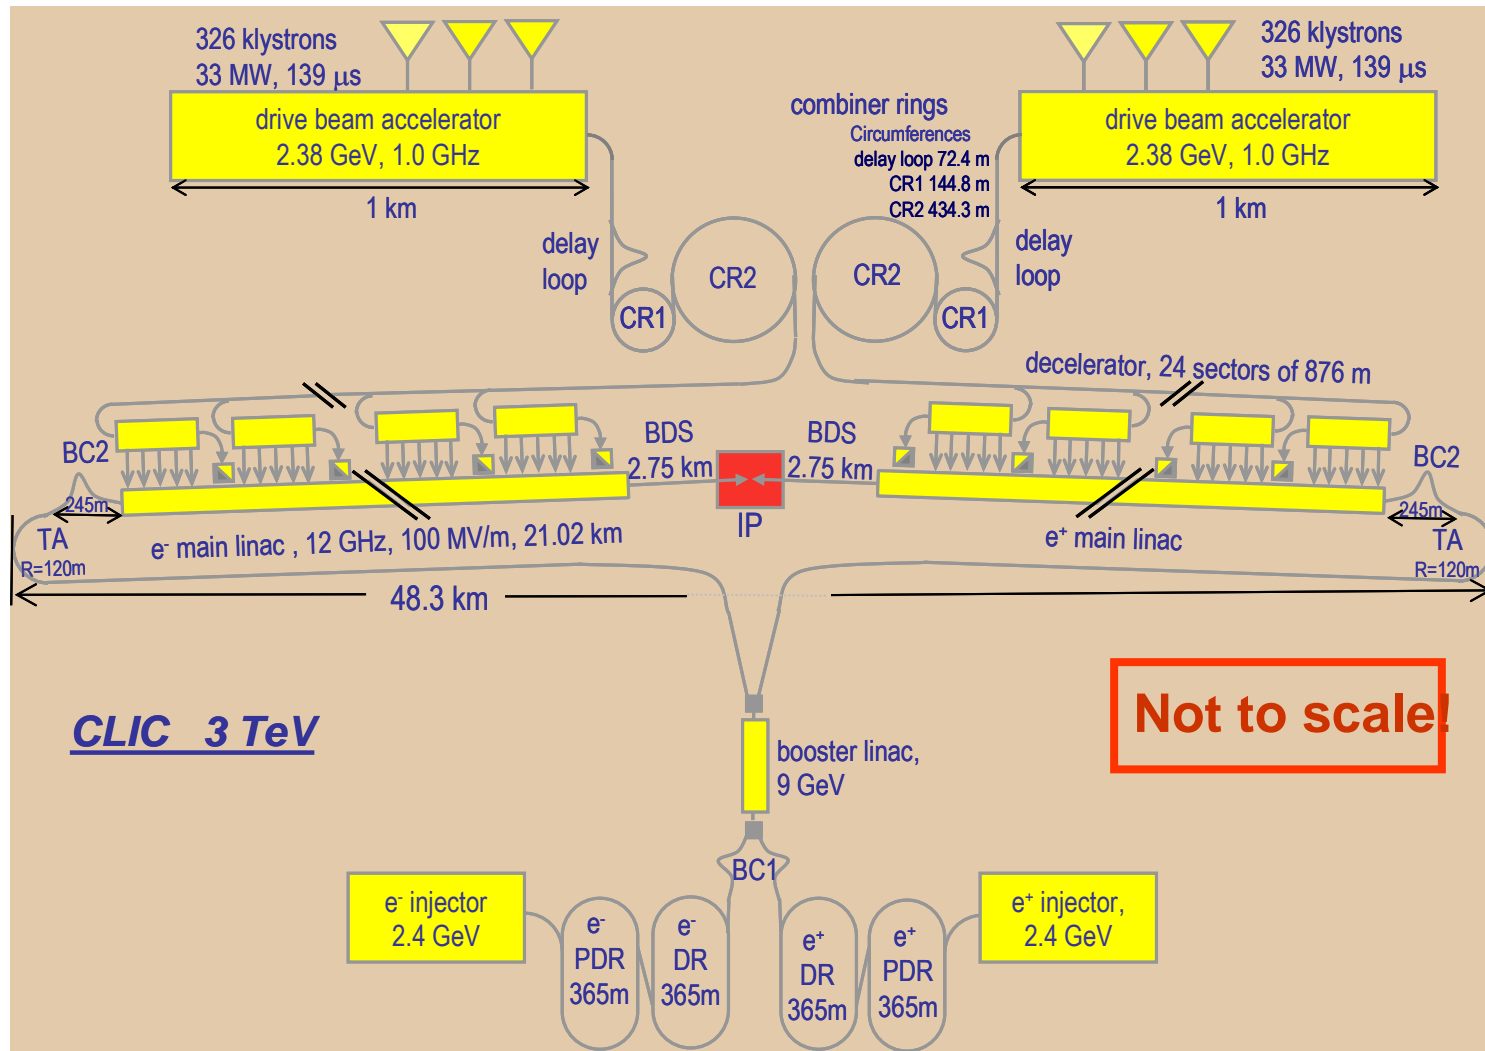 326 klystrons
33 MW, 139 μs
drive beam accelerator
2.38 GeV, 1.0 GHz
1 km
delay
loop
CR1
CR2
combiner rings
Circumferences
delay loop 72.4 m
CR1 144.8 m
CR2 434.3 m
326 klystrons
33 MW, 139 μs
drive beam accelerator
2.38 GeV, 1.0 GHz
1 km
delay
loop
CR2
CR1
decelerator, 24 sectors of 876 m
BC2
245m
TA
R=120m
BDS
2.75 km
IP
BDS
2.75 km
BC2
245m
TA
R=120m
e- main linac , 12 GHz, 100 MV/m, 21.02 km
e+ main linac
48.3 km
CLIC 3 TeV
Not to scale!
booster linac,
9 GeV
BC1
e- injector
2.4 GeV
e-
PDR
365m
e-
DR
365m
e+
DR
365m
e+
PDR
365m
e+ injector,
2.4 GeV